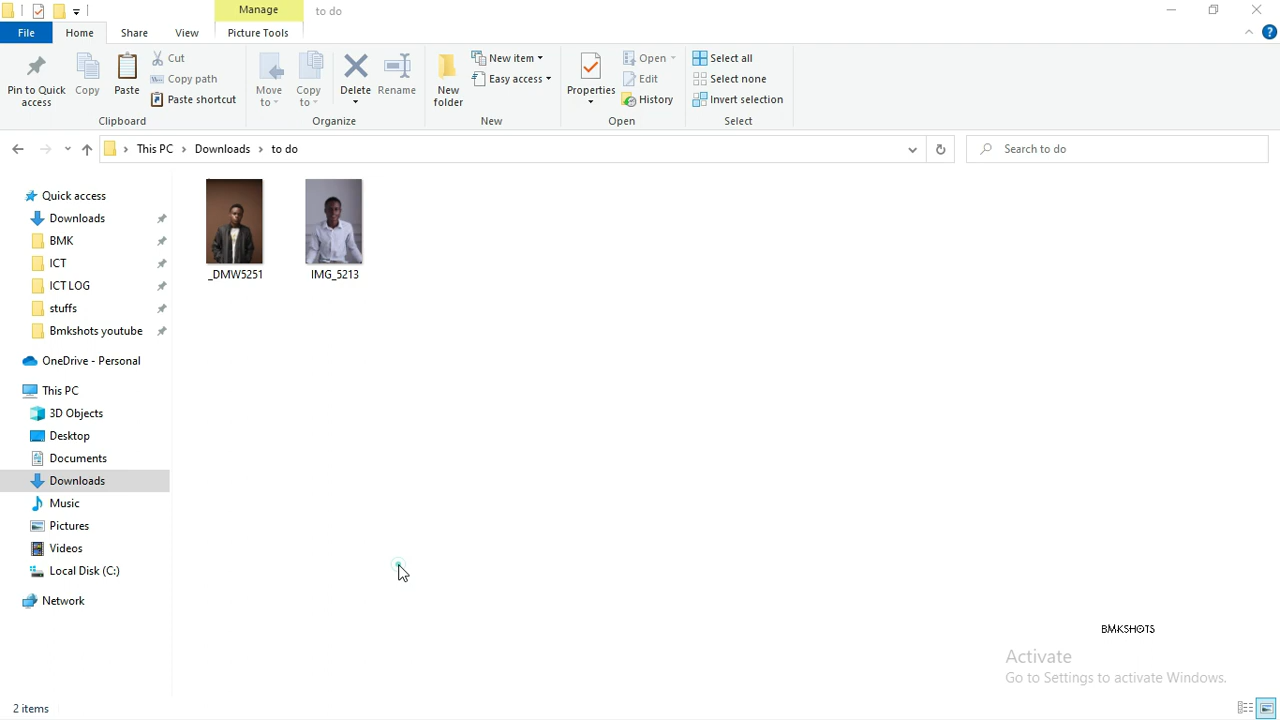 Manage
to do
File
Home
Share
View
Picture Tools
Pin to Quick access
Copy
Paste
Cut
Copy path
Paste shortcut
Clipboard
Move to
Copy to
Delete
Rename
Organize
New folder
New item
Easy access
New
Properties
Open
Edit
History
Open
Select all
Select none
Invert selection
Select
This PC > Downloads > to do
Search to do
Quick access
Downloads
BMK
ICT
ICT LOG
stuffs
Bmkshots youtube
OneDrive - Personal
This PC
3D Objects
Desktop
Documents
Downloads
Music
Pictures
Videos
Local Disk (C:)
Network
_DMW5251
IMG_5213
BMKSHOTS
Activate
Go to Settings to activate Windows.
2 items